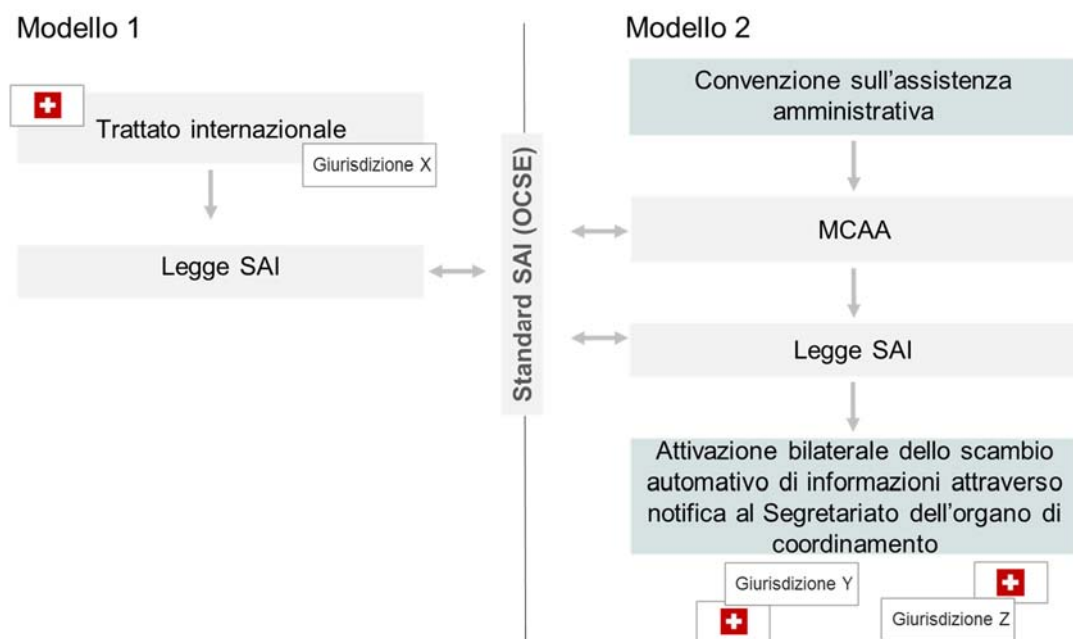 Modello 1
Trattato internazionale
Giurisdizione X
Legge SAI
Standard SAI (OCSE)
Modello 2
Convenzione sull'assistenza
amministrativa
MCAA
Legge SAI
Attivazione bilaterale dello scambio
automativo di informazioni attraverso
notifica al Segretariato dell'organo di
coordinamento
Giurisdizione Y
Giurisdizione Z